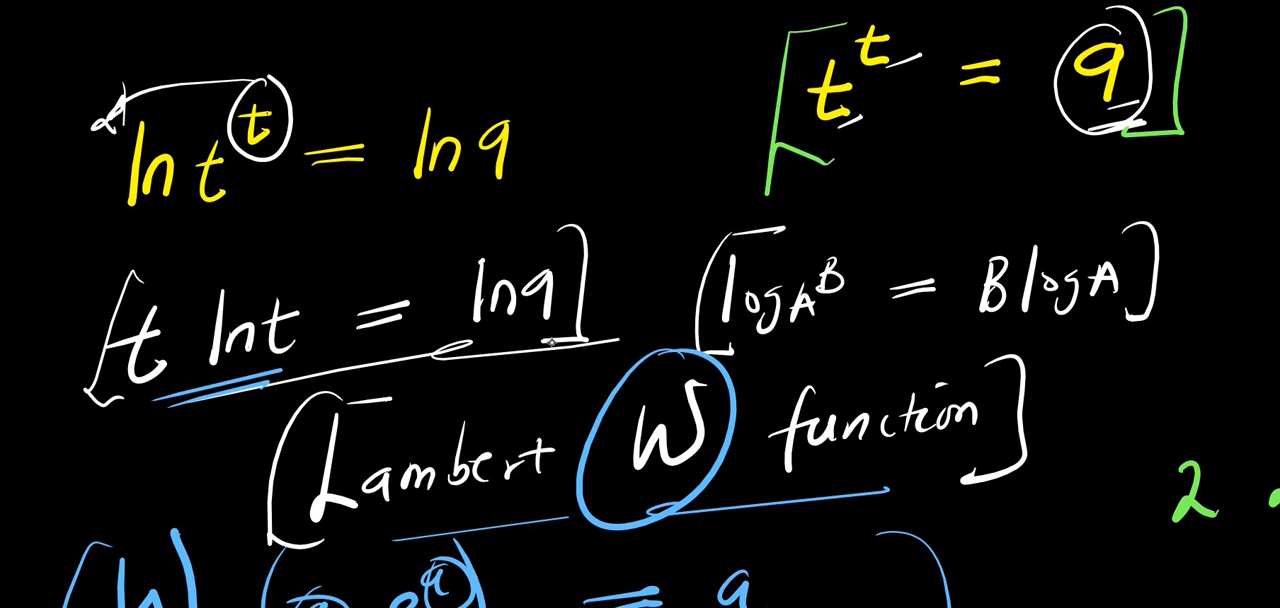 t^t = 9
ln t^t = ln 9
t ln t = ln 9
log A^B = B log A
Lambert W function
2
W = a